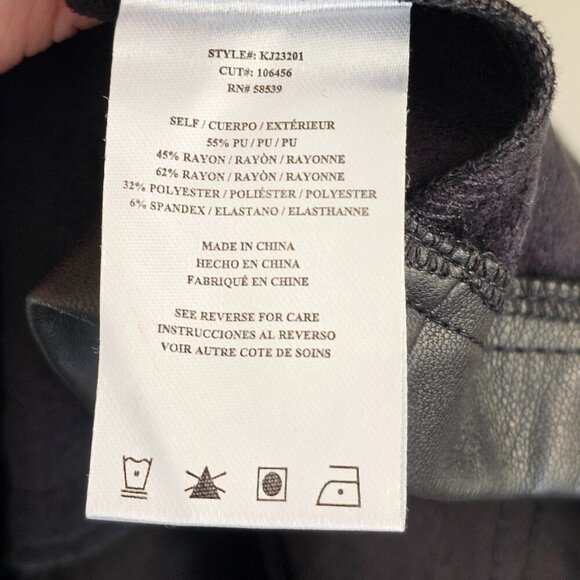 STYLE#: KJ23201
CUT#: 106456
RN# 58539
SELF / CUERPO / EXTÉRIEUR
55% PU / PU / PU
45% RAYON / RAYÒN / RAYONNE
62% RAYON / RAYÒN / RAYONNE
32% POLYESTER / POLIÉSTER / POLYESTER
6% SPANDEX / ELASTANO / ELASTHANNE
MADE IN CHINA
HECHO EN CHINA
FABRIQUÉ EN CHINE
SEE REVERSE FOR CARE
INSTRUCCIONES AL REVERSO
VOIR AUTRE COTE DE SOINS